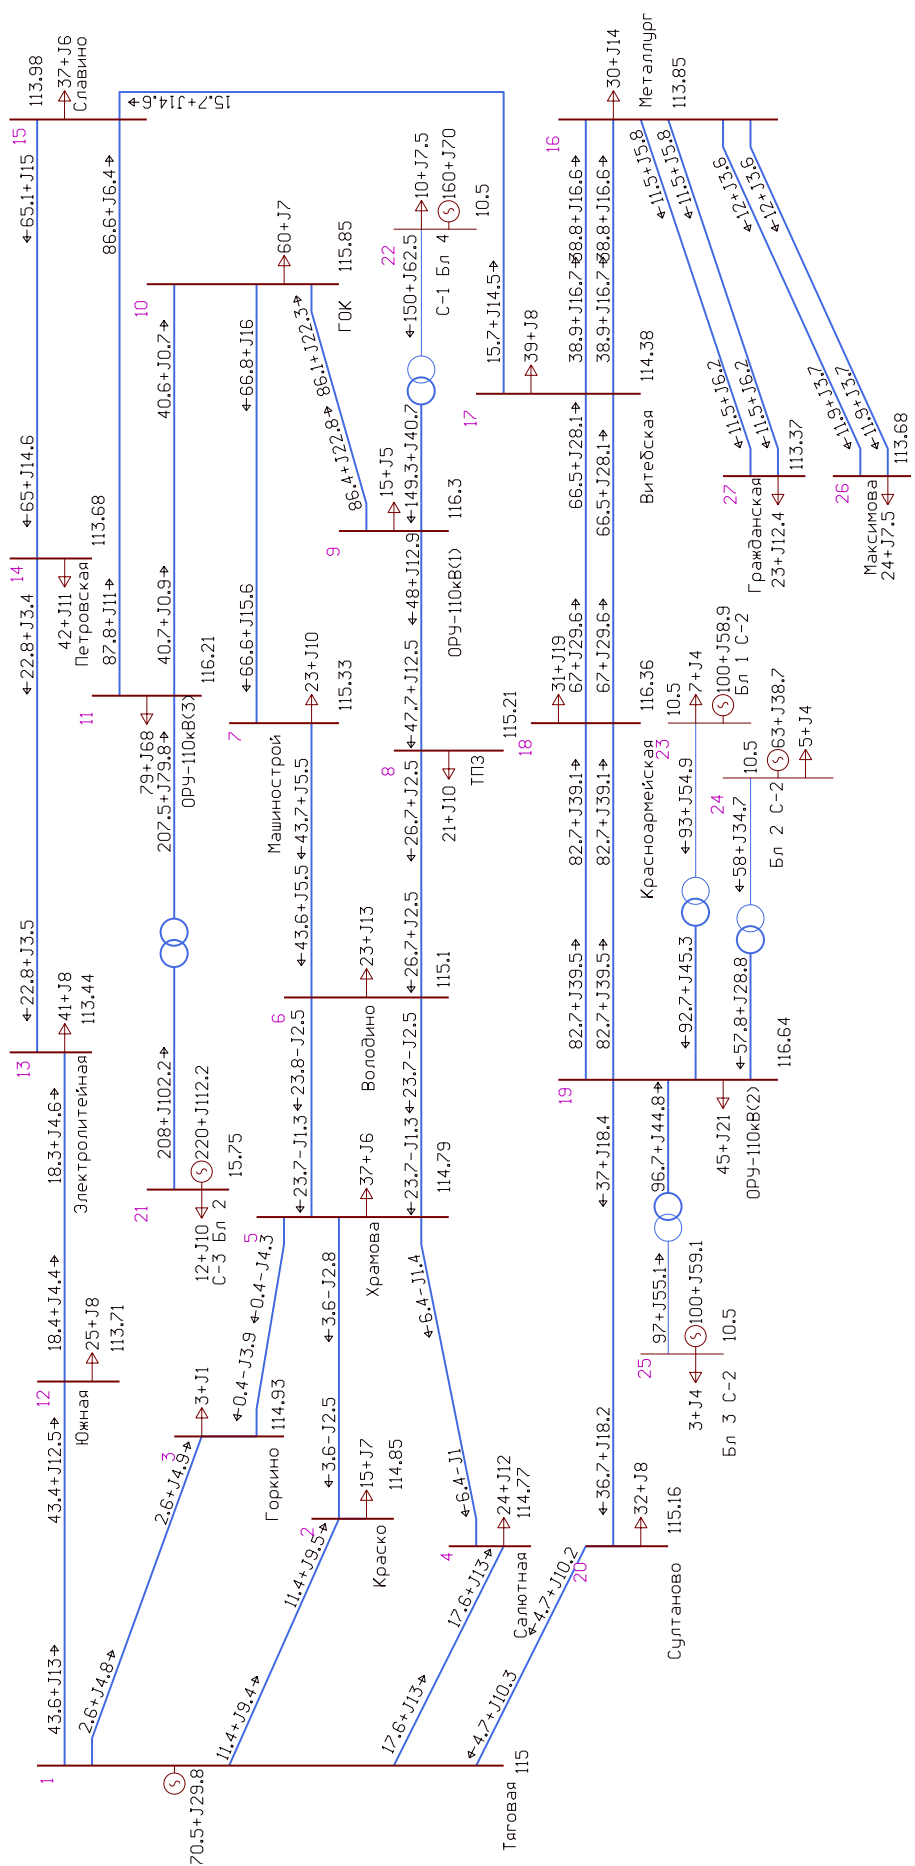 1
70.5+J29.8
Тяговая
115
43.6+J13
2.6+J4.8
11.4+J9.4
17.6+J13
4.7+J10.3
12
Южная
25+J8
113.71
43.4+J12.5
18.4+J4.4
3
Горкино
3+J1
114.93
2.6+J4.9
0.4-J3.9
2
Краско
15+J7
114.85
11.4+J9.5
3.6-J2.5
4
Салютная
24+J12
114.77
17.6+J13
6.4-J1
20
Султаново
32+J8
115.16
4.7+J10.2
36.7+J18.2
25
Бл 3 С-2
3+J4
100+J59.1
10.5
97+J55.1
21
12+J10
С-3 Бл 2
220+J112.2
15.75
208+J102.2
5
Храмова
37+J6
114.79
0.4-J4.3
3.6-J2.8
6.4-J1.4
23.7-J1.3
23.7-J1.3
13
Электролитейная
41+J8
113.44
18.3+J4.6
22.8+J3.5
19
ОРУ-110кВ(2)
45+J21
116.64
37+J18.4
96.7+J44.8
82.7+J39.5
82.7+J39.5
92.7+J45.3
57.8+J28.8
6
Володино
23+J13
115.1
23.8-J2.5
23.7-J2.5
43.6+J5.5
26.7+J2.5
24
Бл 2 С-2
10.5
63+J38.7
5+J4
58+J34.7
23
Бл 1 С-2
10.5
7+J4
100+J58.9
93+J54.9
18
Красноармейская
31+J19
116.36
82.7+J39.1
82.7+J39.1
67+J29.6
67+J29.6
8
ТПЗ
21+J10
115.21
26.7+J2.5
47.7+J12.5
7
Машинострой
23+J10
115.33
43.7+J5.5
66.6+J15.6
11
ОРУ-110кВ(3)
79+J68
116.21
207.5+J79.8
40.7+J0.9
87.8+J11
14
Петровская
42+J11
113.68
22.8+J3.4
65+J14.6
9
ОРУ-110кВ(1)
15+J5
116.3
48+J12.9
149.3+J40.7
86.4+J22.8
27
Гражданская
23+J12.4
113.37
11.5+J6.2
11.5+J6.2
26
Максимова
24+J7.5
113.68
11.9+J3.7
11.9+J3.7
17
Витебская
39+J8
114.38
66.5+J28.1
66.5+J28.1
38.9+J16.7
38.9+J16.7
15.7+J14.5
10
ГОК
60+J7
115.85
40.6+J0.7
66.8+J16
86.1+J22.3
22
С-1 Бл 4
10+J7.5
160+J70
10.5
150+J62.5
15
Славино
37+J6
113.98
65.1+J15
86.6+J6.4
15.7+J14.6
16
Металлург
30+J14
113.85
38.8+J16.6
38.8+J16.6
11.5+J5.8
11.5+J5.8
12+J3.6
12+J3.6